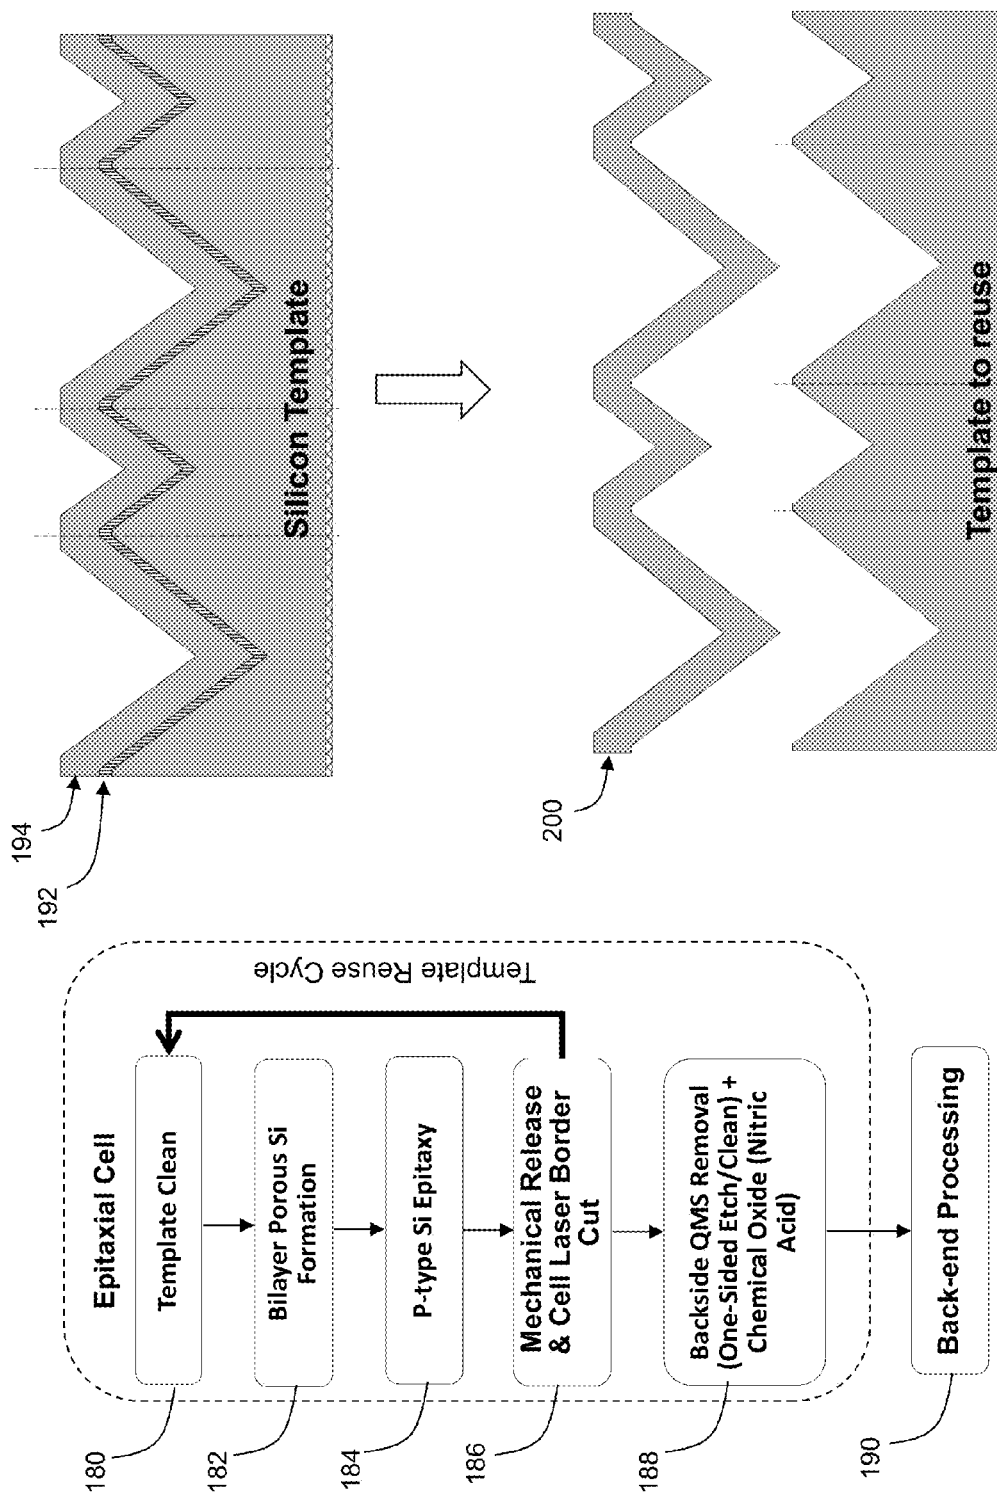 Epitaxial Cell
180
Template Clean
182
Bilayer Porous Si
Formation
184
P-type Si Epitaxy
186
Mechanical Release
& Cell Laser Border
Cut
188
Backside QMS Removal
(One-Sided Etch/Clean) +
Chemical Oxide (Nitric
Acid)
190
Back-end Processing
Template Reuse Cycle
194
192
Silicon Template
200
Template to reuse